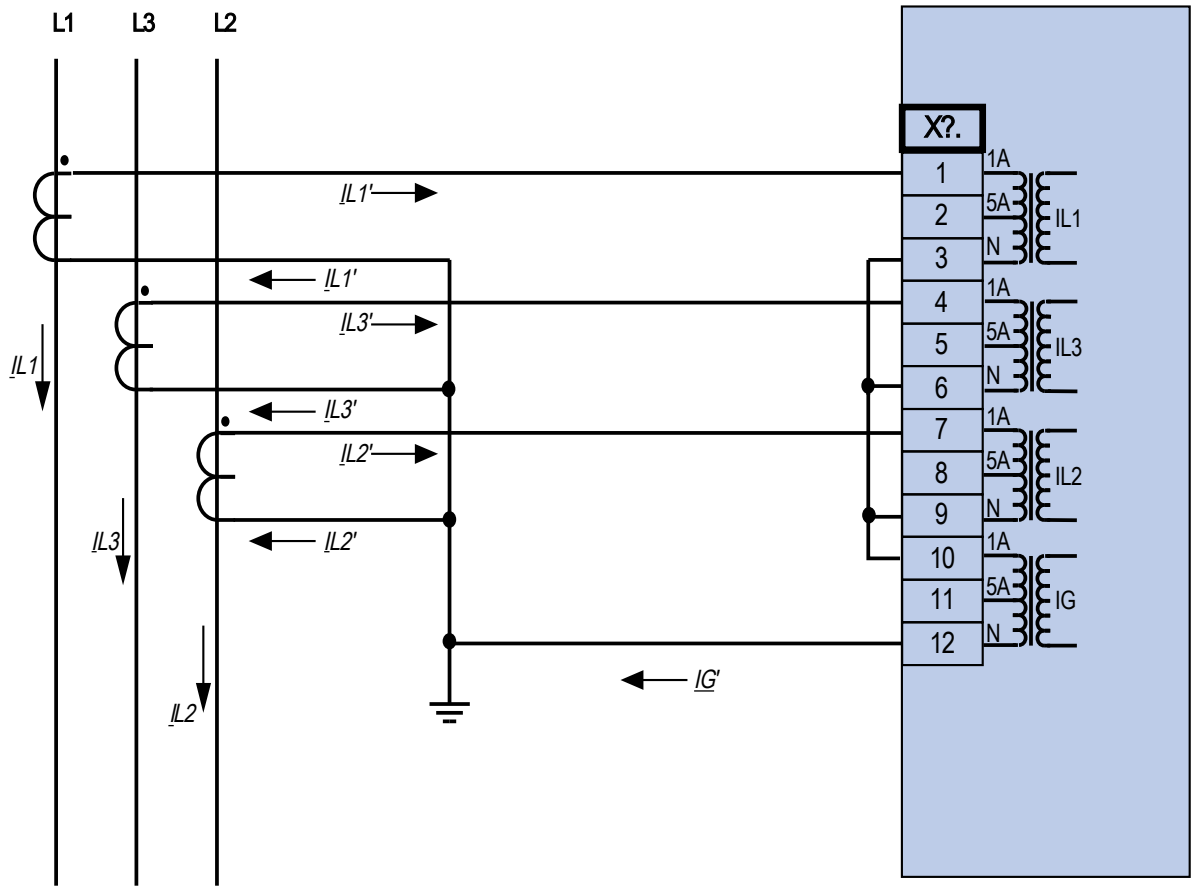 L1 L3 L2
X?.
1 1A
IL1'
2 5A IL1
3 N
IL1'
4 1A
IL3'
5 5A IL3
IL1
6 N
IL3'
7 1A
IL2'
8 5A IL2
9 N
IL2'
IL3
10 1A
11 5A IG
12 N
IG'
IL2